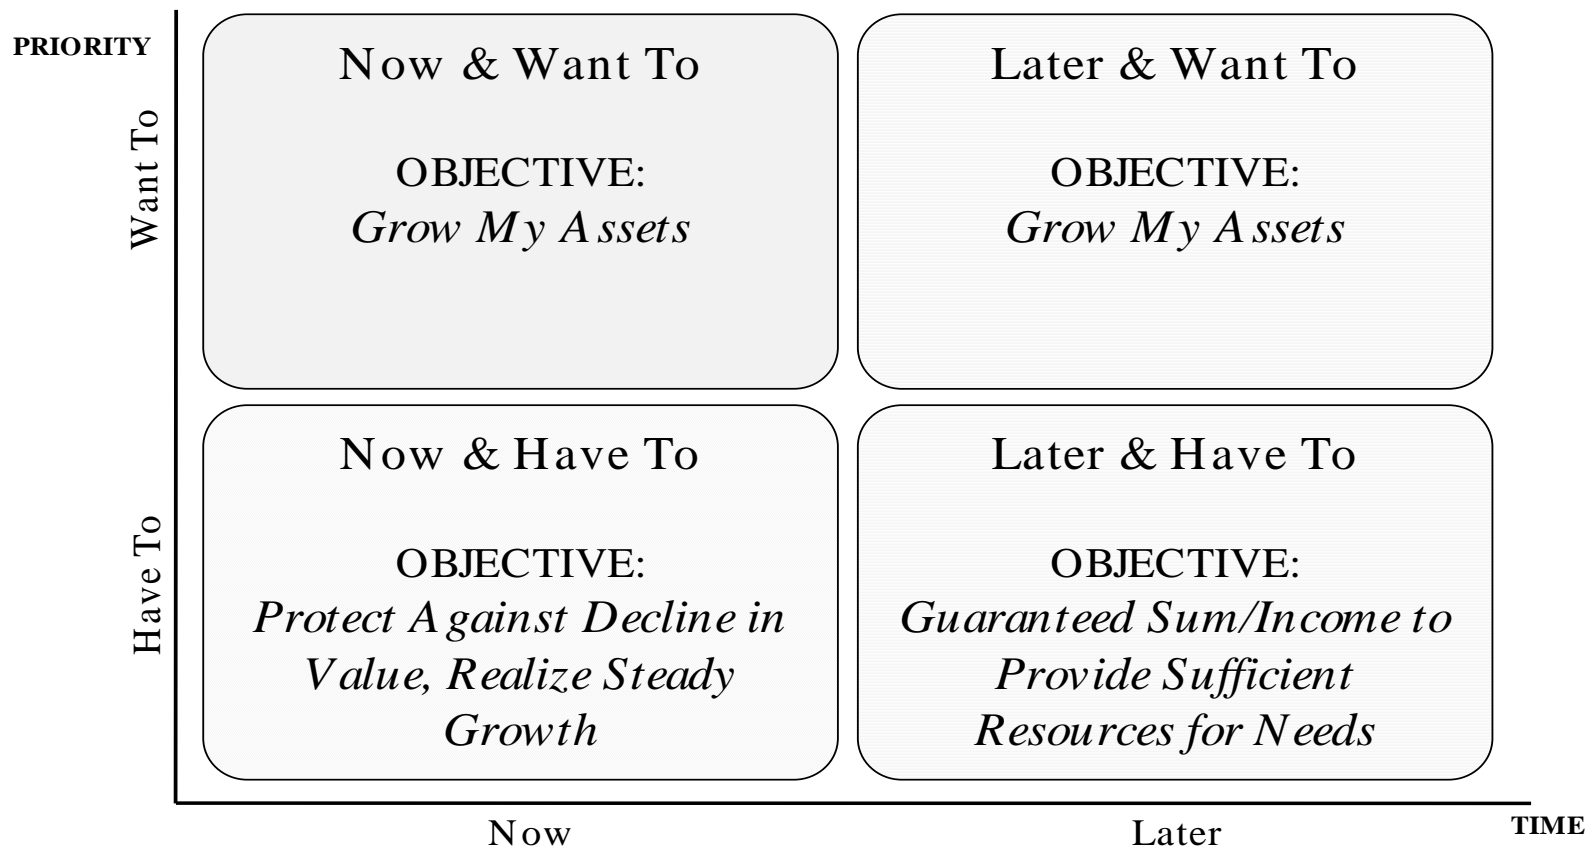 PRIORITY
Want To
Now & Want To
OBJECTIVE:
Grow My Assets
Later & Want To
OBJECTIVE:
Grow My Assets
Have To
Now & Have To
OBJECTIVE:
Protect Against Decline in
Value, Realize Steady
Growth
Later & Have To
OBJECTIVE:
Guaranteed Sum/Income to
Provide Sufficient
Resources for Needs
Now
Later
TIME